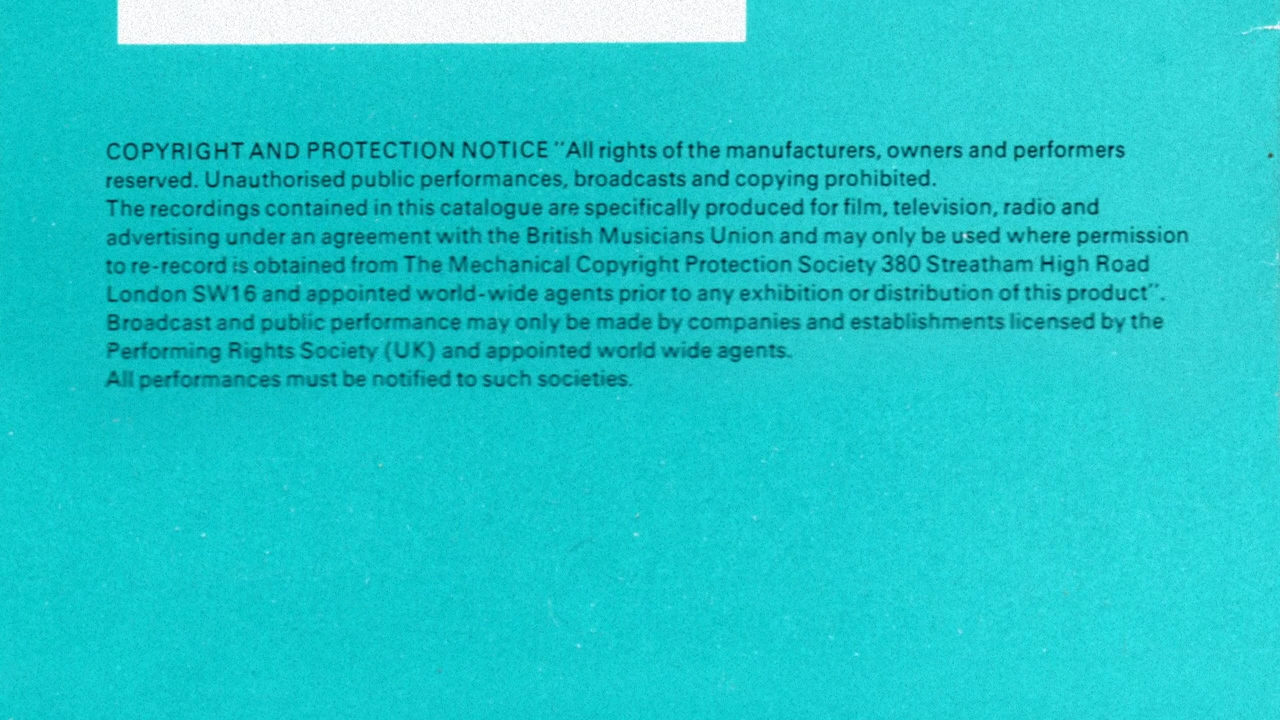 COPYRIGHT AND PROTECTION NOTICE "All rights of the manufacturers, owners and performers
reserved. Unauthorised public performances, broadcasts and copying prohibited.
The recordings contained in this catalogue are specifically produced for film, television, radio and
advertising under an agreement with the British Musicians Union and may only be used where permission
to re-record is obtained from The Mechanical Copyright Protection Society 380 Streatham High Road
London SW16 and appointed world-wide agents prior to any exhibition or distribution of this product".
Broadcast and public performance may only be made by companies and establishments licensed by the
Performing Rights Society (UK) and appointed world wide agents.
All performances must be notified to such societies.